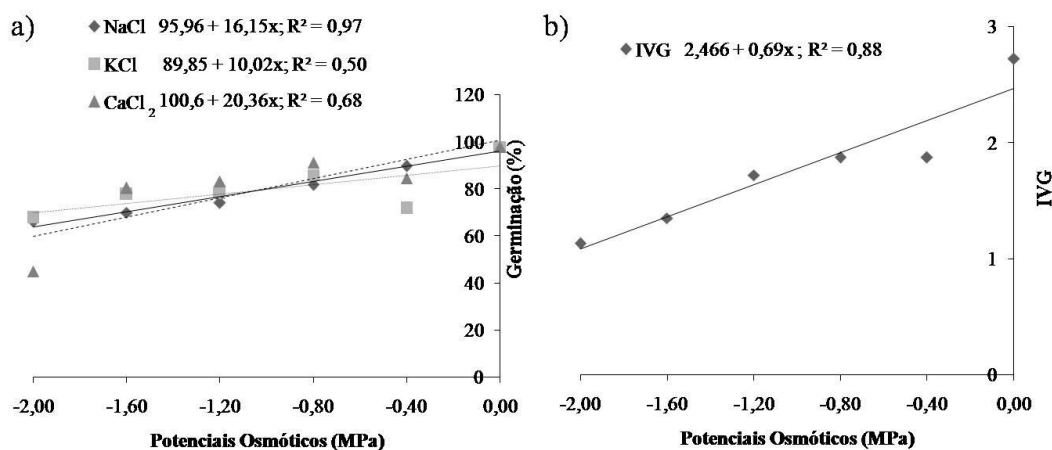 a)
NaCl 95,96 + 16,15x; R² = 0,97
KCl 89,85 + 10,02x; R² = 0,50
CaCl₂ 100,6 + 20,36x; R² = 0,68
120
100
80
60
40
20
0
Germinação (%)
-2,00 -1,60 -1,20 -0,80 -0,40 0,00
Potenciais Osmóticos (MPa)
b)
IVG 2,466 + 0,69x ; R² = 0,88
3
2
1
0
IVG
-2,00 -1,60 -1,20 -0,80 -0,40 0,00
Potenciais Osmóticos (MPa)